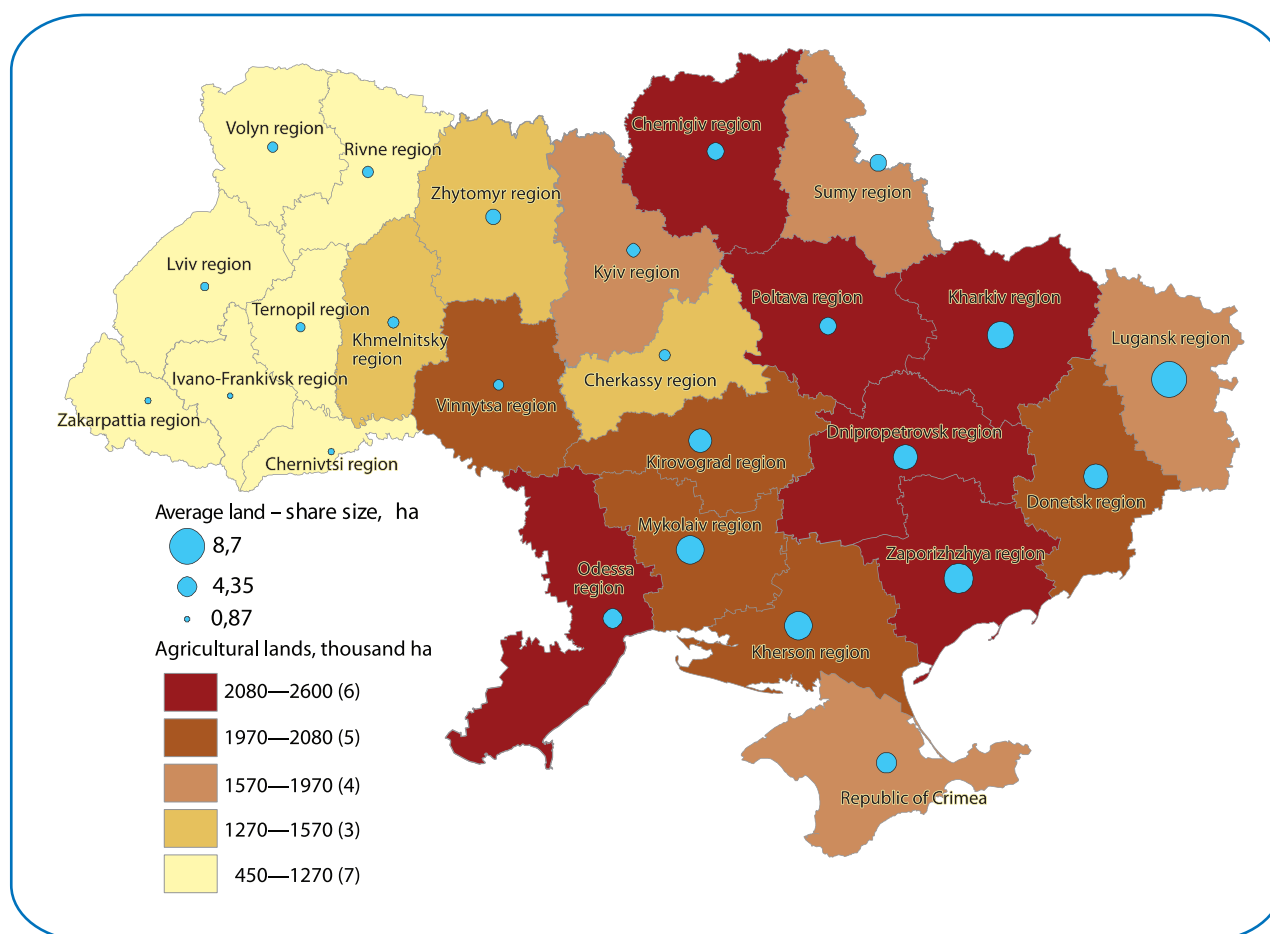 Chernigiv region
Volyn region
Rivne region
Zhytomyr region
Sumy region
Lviv region
Kyiv region
Ternopil region
Poltava region
Kharkiv region
Khmelnitsky
region
Lugansk region
Ivano-Frankivsk region
Cherkassy region
Vinnytsa region
Zakarpattia region
Dnipropetrovsk region
Chernivtsi region
Kirovograd region
Donetsk region
Mykolaiv region
Zaporizhzhya region
Odessa
region
Kherson region
Republic of Crimea
Average land – share size, ha
8,7
4,35
0,87
Agricultural lands, thousand ha
2080—2600 (6)
1970—2080 (5)
1570—1970 (4)
1270—1570 (3)
450—1270 (7)